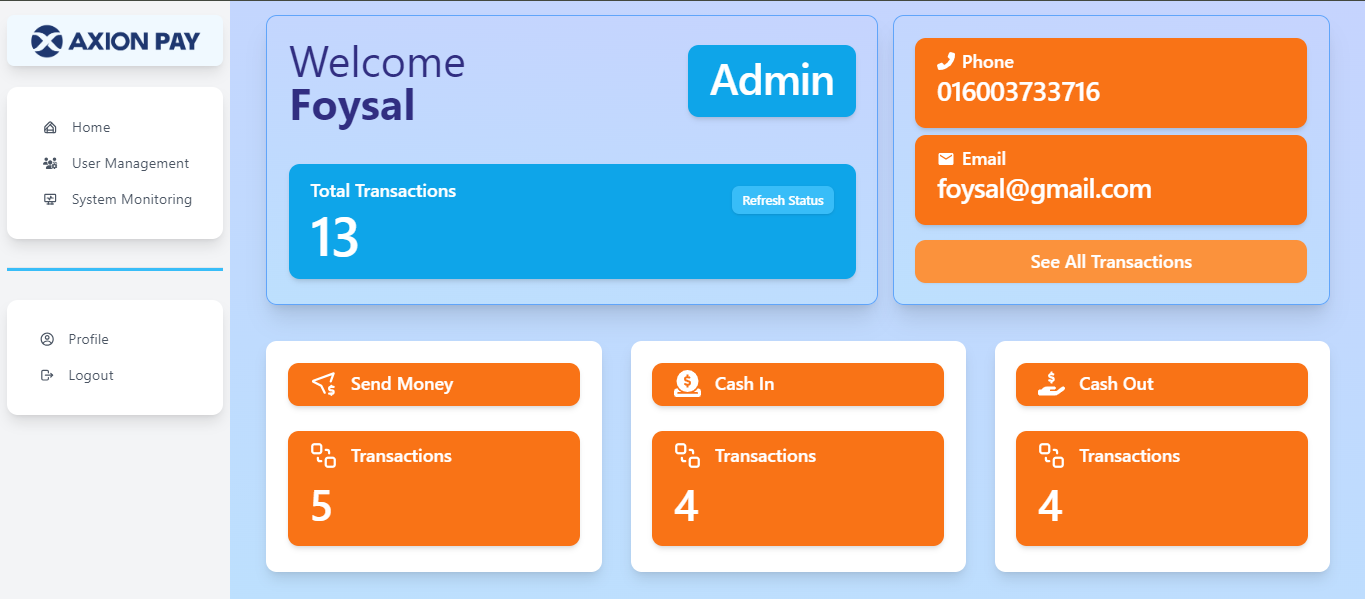 AXION PAY
Home
User Management
System Monitoring
Profile
Logout
Welcome
Foysal
Admin
Total Transactions
13
Refresh Status
Phone
016003733716
Email
foysal@gmail.com
See All Transactions
Send Money
Transactions
5
Cash In
Transactions
4
Cash Out
Transactions
4